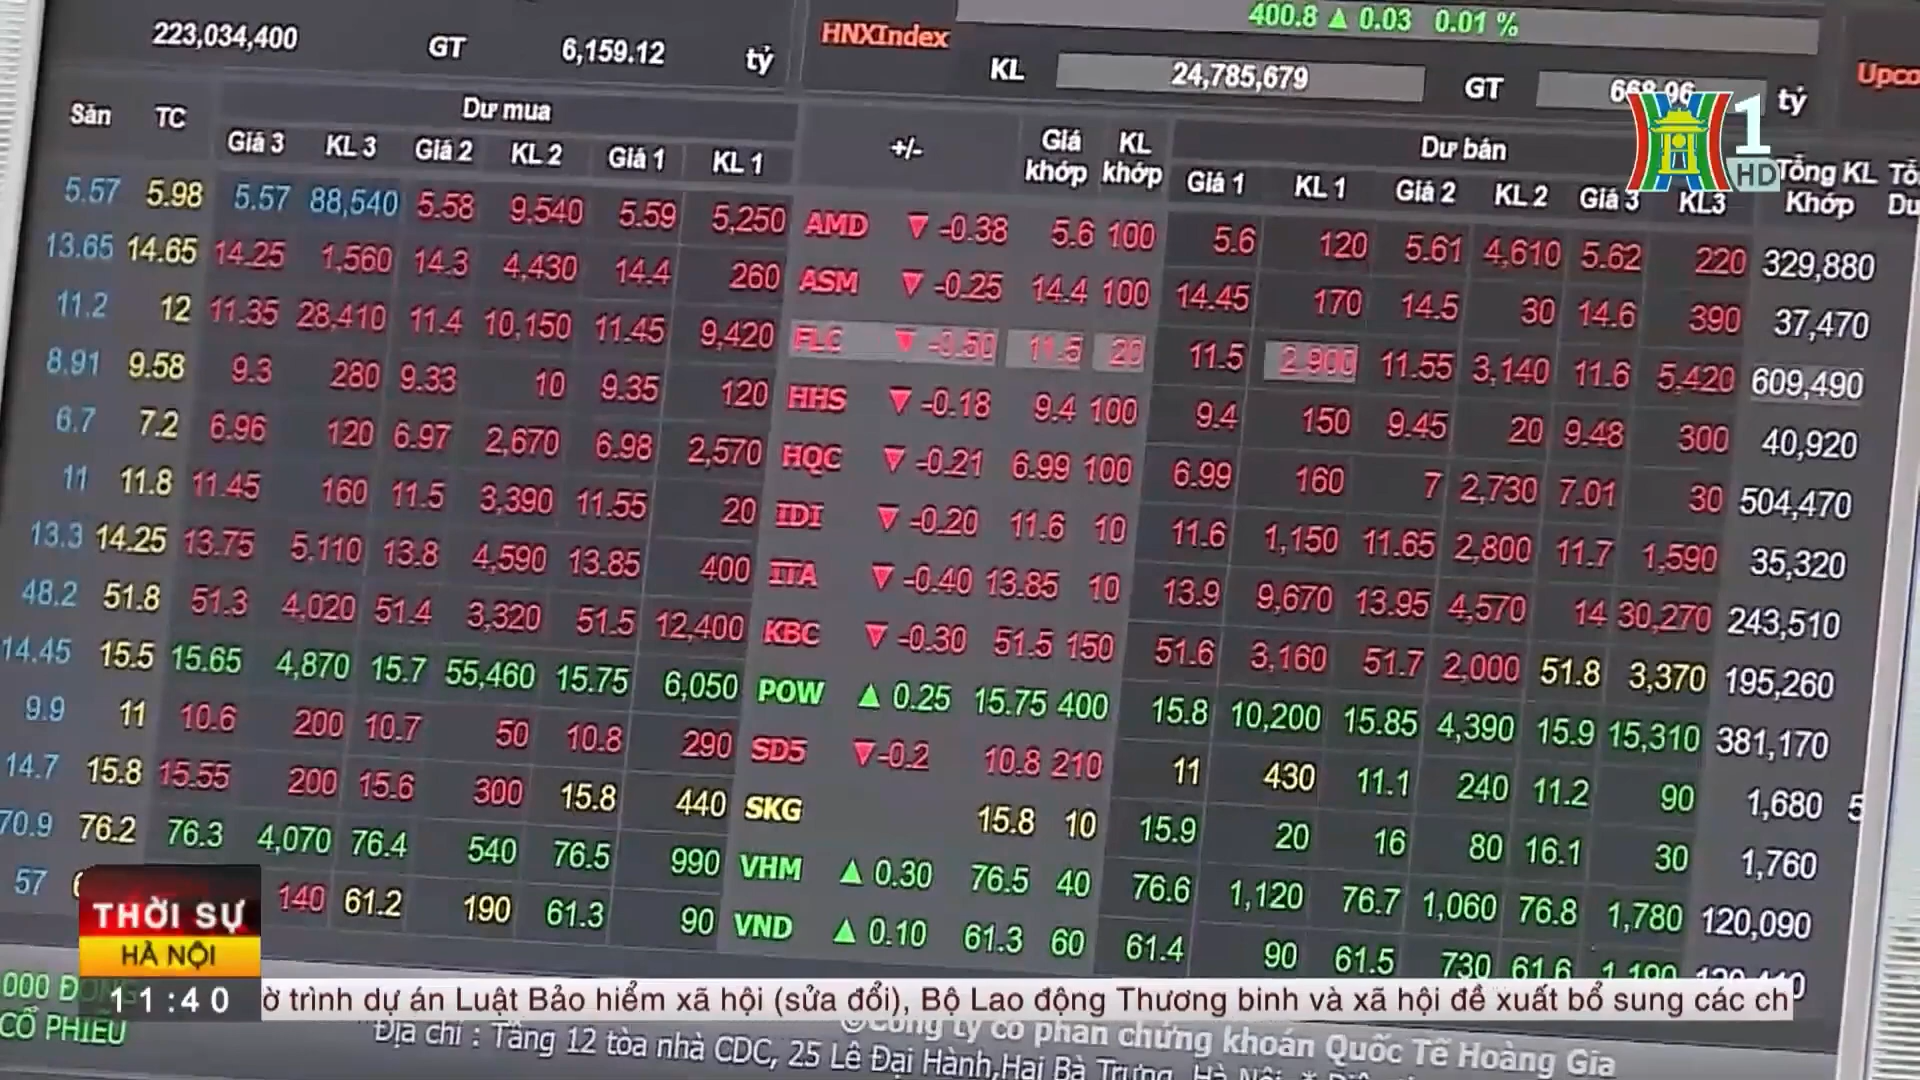 400.8 ▲ 0.03 0.01 %
223,034,400 GT 6,159.12 tỷ HNXIndex KL 24,785,679 GT tỷ Upco
Sàn TC Dư mua +/- Giá khớp KL khớp Dư bán Tổng KL Khớp
Giá 3 KL 3 Giá 2 KL 2 Giá 1 KL 1 Giá 1 KL 1 Giá 2 KL 2 Giá 3 KL3
1
HD
5.57 5.98 5.57 88,540 5.58 9,540 5.59 5,250 AMD ▼ -0.38 5.6 100 5.6 120 5.61 4,610 5.62 220 329,880
13.65 14.65 14.25 1,560 14.3 4,430 14.4 260 ASM ▼ -0.25 14.4 100 14.45 170 14.5 30 14.6 390 37,470
11.2 12 11.35 28,410 11.4 10,150 11.45 9,420 FLC ▼ -0.50 11.5 20 11.5 2,900 11.55 3,140 11.6 5,420 609,490
8.91 9.58 9.3 280 9.33 10 9.35 120 HHS ▼ -0.18 9.4 100 9.4 150 9.45 20 9.48 300 40,920
6.7 7.2 6.96 120 6.97 2,670 6.98 2,570 HQC ▼ -0.21 6.99 100 6.99 160 7 2,730 7.01 30 504,470
11 11.8 11.45 160 11.5 3,390 11.55 20 IDI ▼ -0.20 11.6 10 11.6 1,150 11.65 2,800 11.7 1,590 35,320
13.3 14.25 13.75 5,110 13.8 4,590 13.85 400 ITA ▼ -0.40 13.85 10 13.9 9,670 13.95 4,570 14 30,270 243,510
48.2 51.8 51.3 4,020 51.4 3,320 51.5 12,400 KBC ▼ -0.30 51.5 150 51.6 3,160 51.7 2,000 51.8 3,370 195,260
14.45 15.5 15.65 4,870 15.7 55,460 15.75 6,050 POW ▲ 0.25 15.75 400 15.8 10,200 15.85 4,390 15.9 15,310 381,170
9.9 11 10.6 200 10.7 50 10.8 290 SD5 ▼ -0.2 10.8 210 11 430 11.1 240 11.2 90 1,680 5
14.7 15.8 15.55 200 15.6 300 15.8 440 SKG 15.8 10 15.9 20 16 80 16.1 30 1,760
70.9 76.2 76.3 4,070 76.4 540 76.5 990 VHM ▲ 0.30 76.5 40 76.6 1,120 76.7 1,060 76.8 1,780 120,090
57 140 61.2 190 61.3 90 VND ▲ 0.10 61.3 60 61.4 90 61.5 730 61.6
THỜI SỰ
HÀ NỘI
11:40
ờ trình dự án Luật Bảo hiểm xã hội (sửa đổi), Bộ Lao động Thương binh và xã hội đề xuất bổ sung các ch
000 ĐỒNG
CỔ PHIẾU
©Công ty cổ phần chứng khoán Quốc Tế Hoàng Gia
Địa chỉ : Tầng 12 tòa nhà CDC, 25 Lê Đại Hành,Hai Bà Trưng, Hà Nội